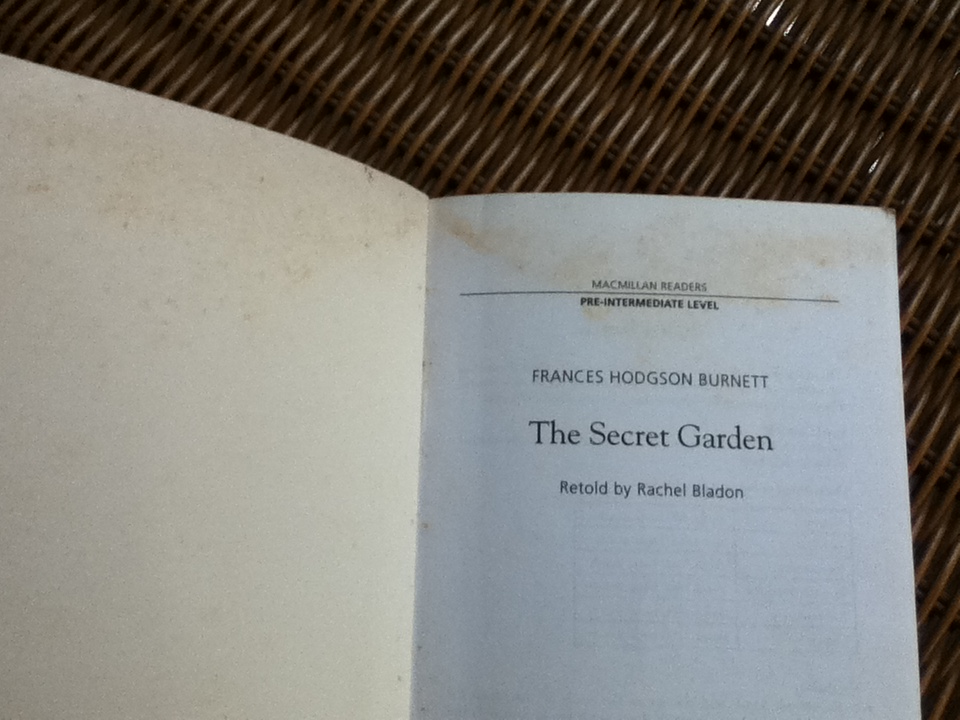 MACMILLAN READERS
PRE-INTERMEDIATE LEVEL
FRANCES HODGSON BURNETT
The Secret Garden
Retold by Rachel Bladon